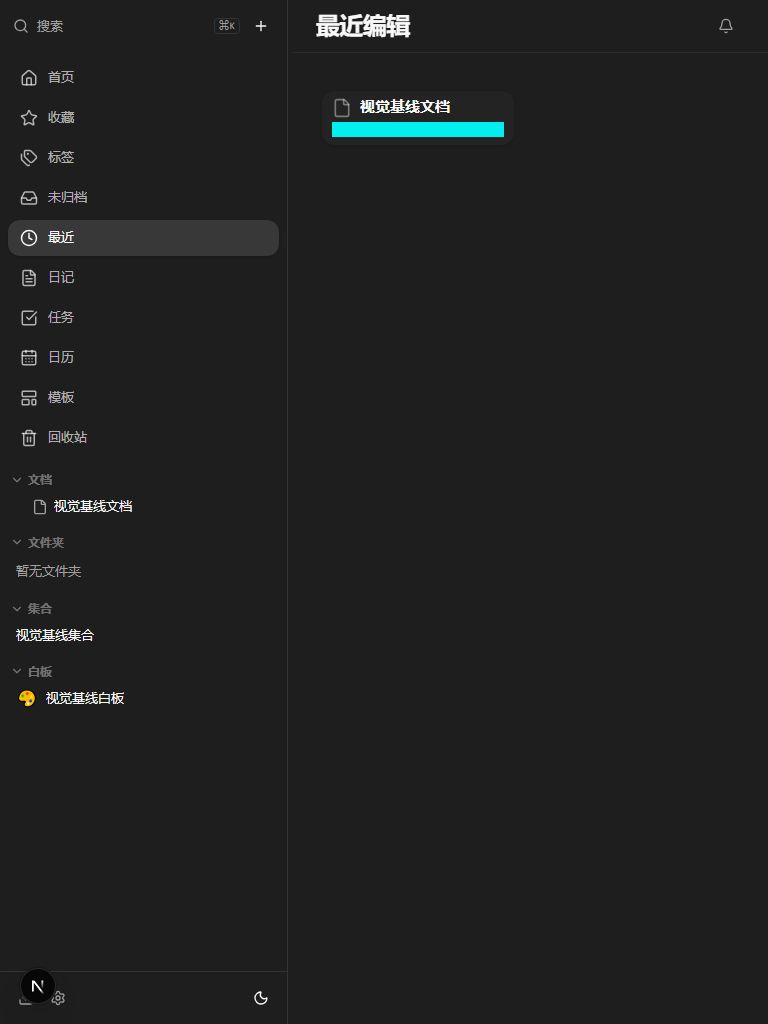 搜索 ⌘K
首页
收藏
标签
未归档
最近
日记
任务
日历
模板
回收站
文档
视觉基线文档
文件夹
暂无文件夹
集合
视觉基线集合
白板
视觉基线白板
N
最近编辑
视觉基线文档